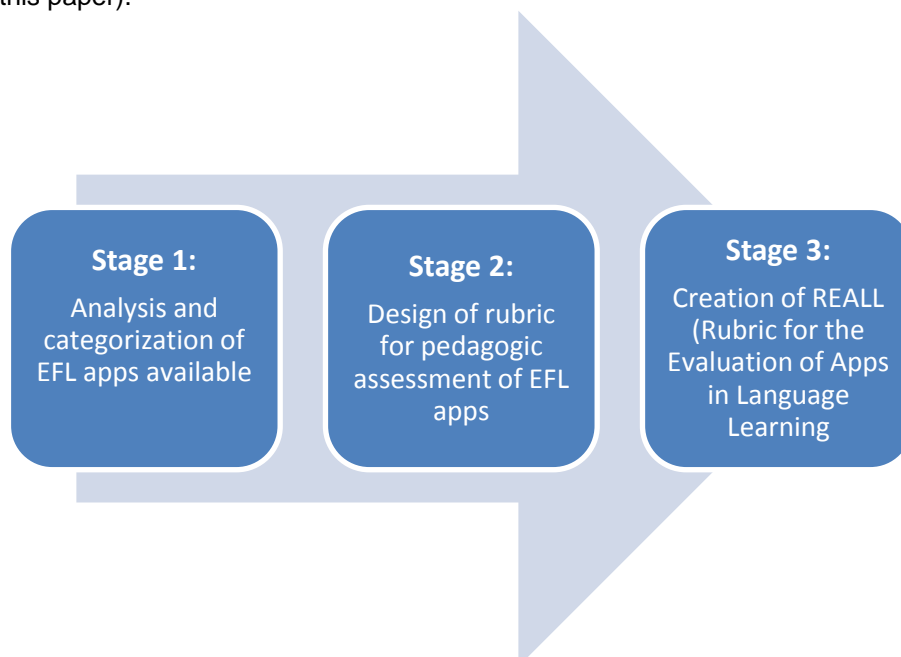 this paper).
Stage 1:
Analysis and
categorization of
EFL apps available
Stage 2:
Design of rubric
for pedagogic
assessment of EFL
apps
Stage 3:
Creation of REALL
(Rubric for the
Evaluation of Apps
in Language
Learning